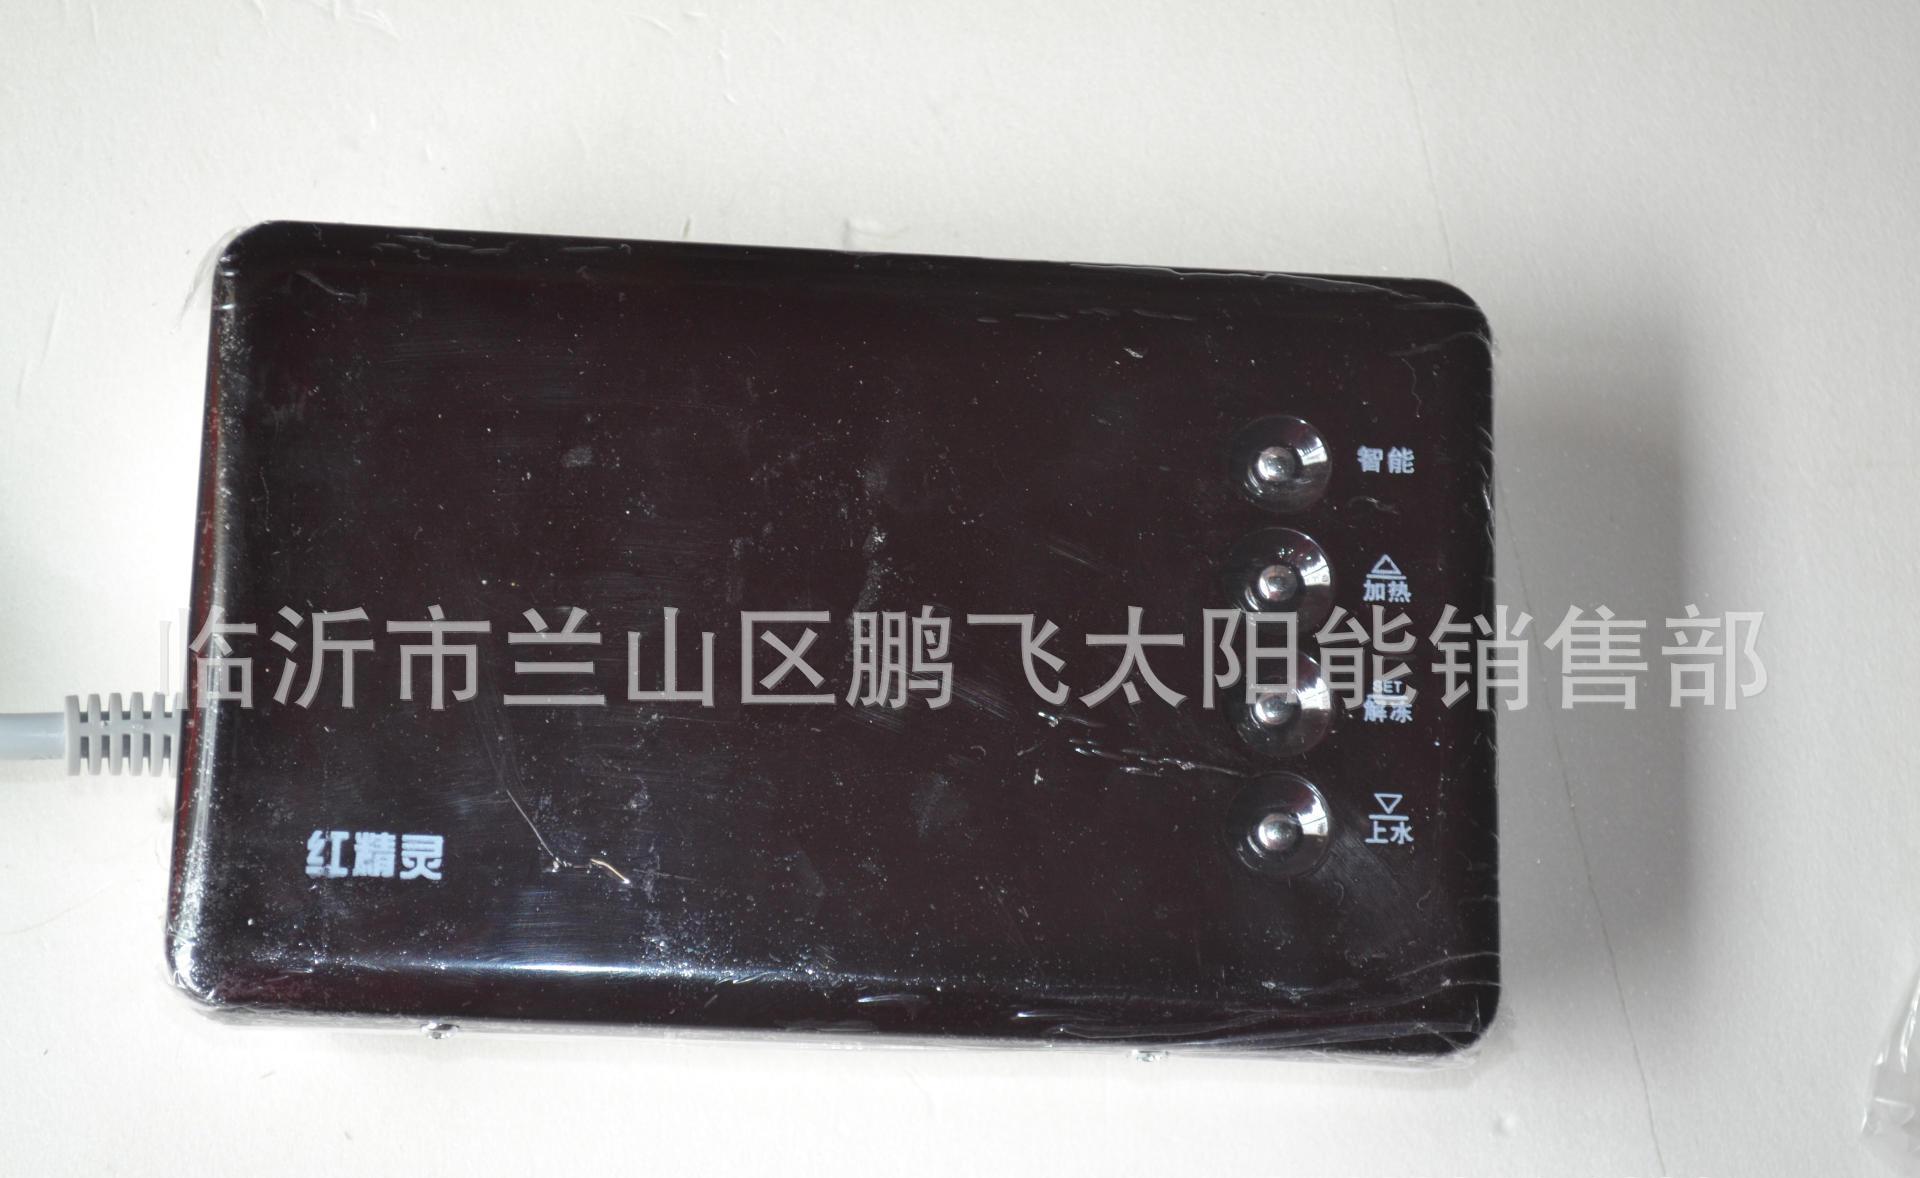 智能
加热
临沂市兰山区鹏飞太阳能销售部
SET
解冻
上水
红精灵